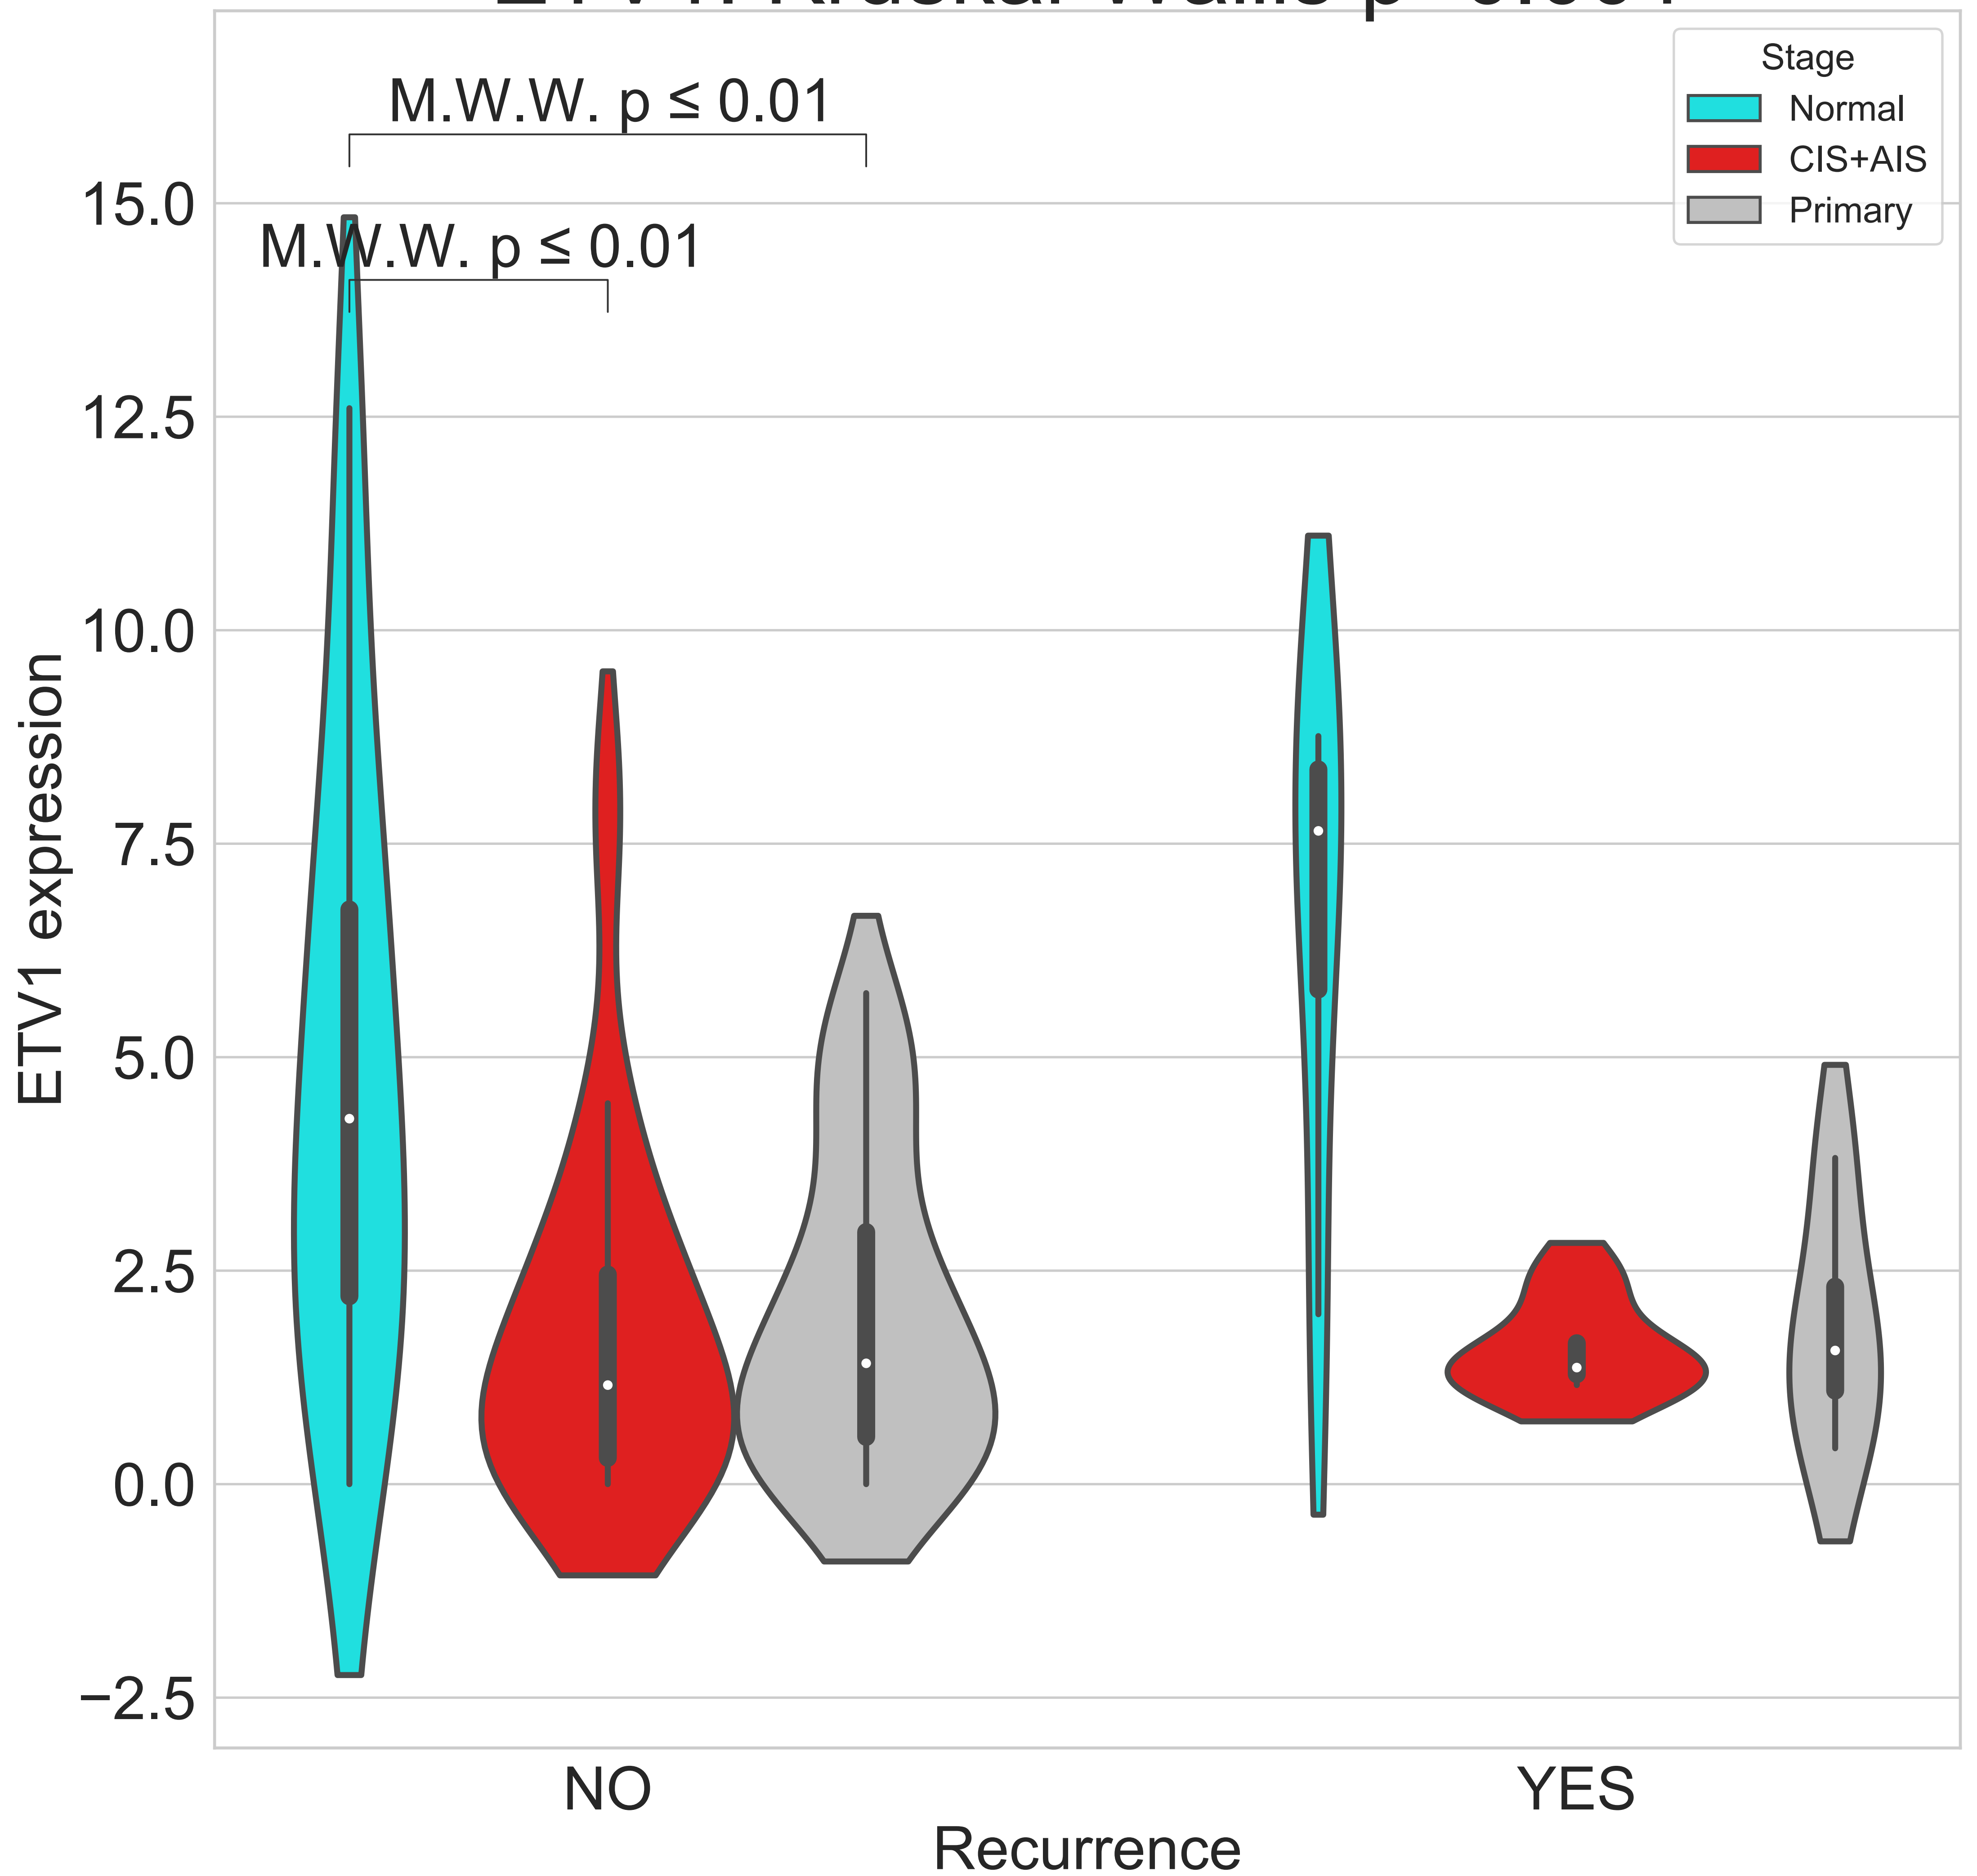 M.W.W. p ≤ 0.01
M.W.W. p ≤ 0.01
Stage
Normal
CIS+AIS
Primary
15.0
12.5
10.0
7.5
5.0
2.5
0.0
−2.5
ETV1 expression
NO
YES
Recurrence